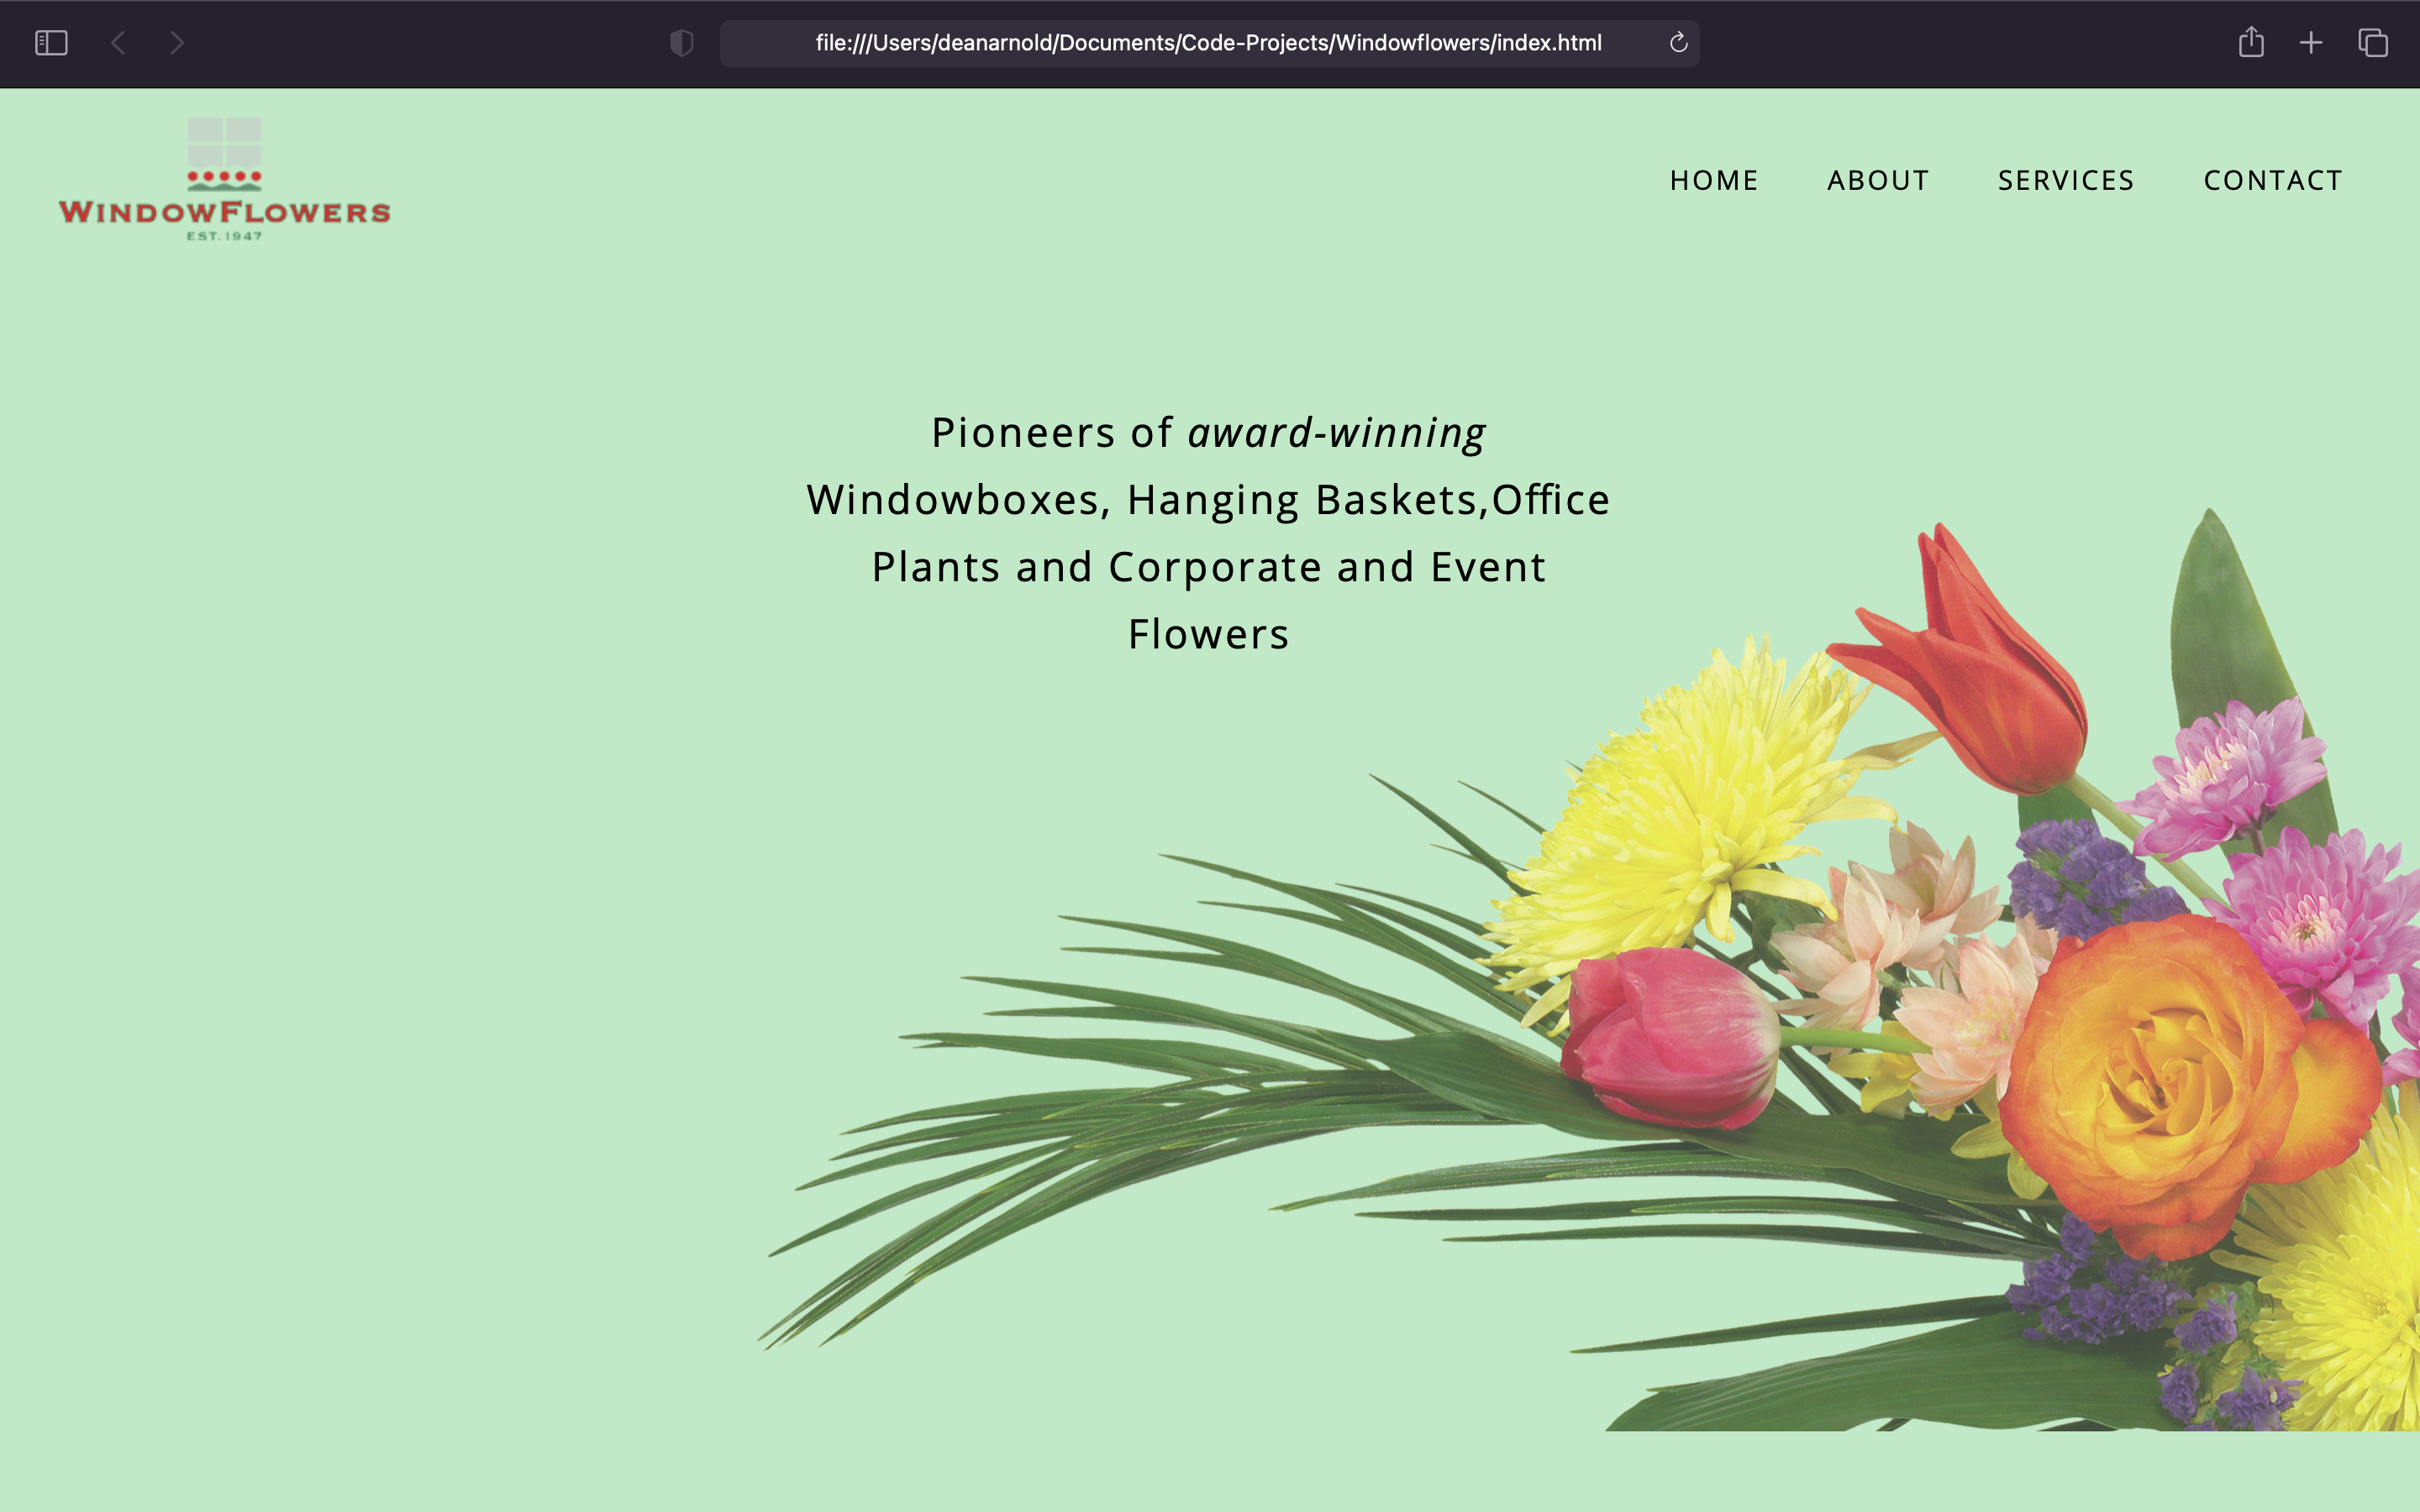 file:///Users/deanarnold/Documents/Code-Projects/Windowflowers/index.html
WINDOWFLOWERS
EST. 1947
HOME ABOUT SERVICES CONTACT
Pioneers of award-winning
Windowboxes, Hanging Baskets,Office
Plants and Corporate and Event
Flowers